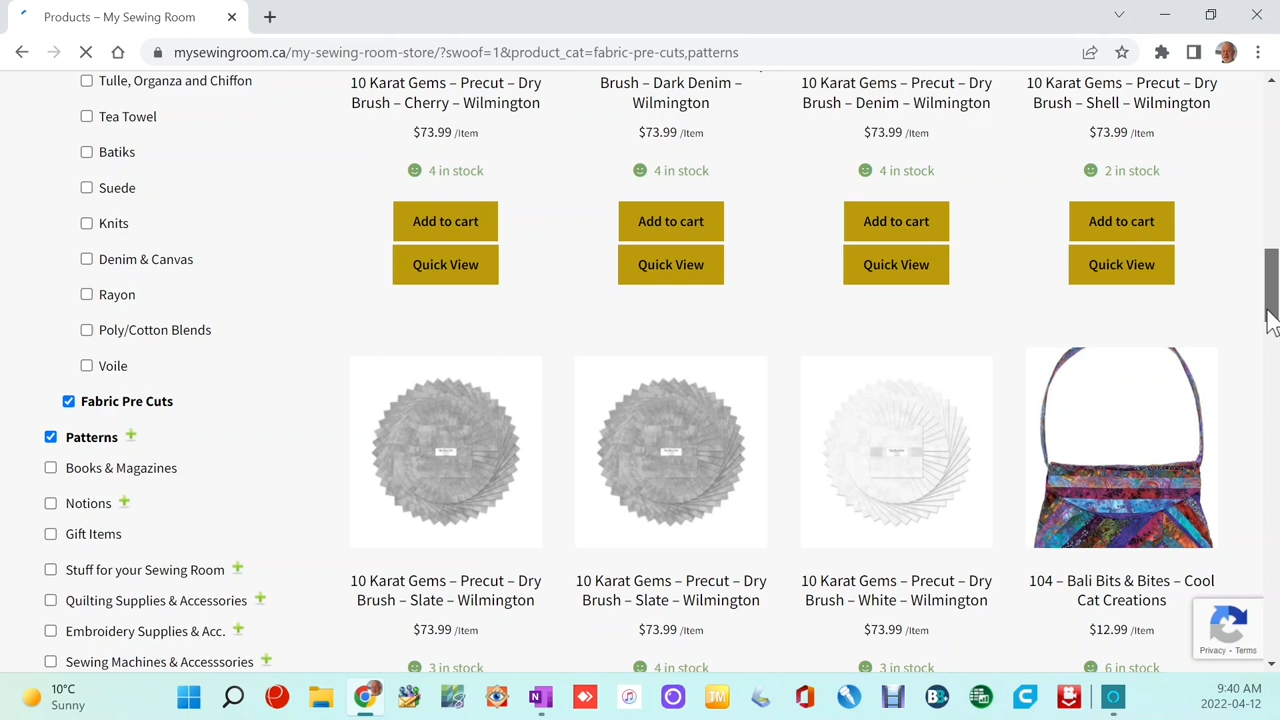 Products – My Sewing Room
mysewingroom.ca/my-sewing-room-store/?swoof=1&product_cat=fabric-pre-cuts,patterns
Tulle, Organza and Chiffon
Tea Towel
Batiks
Suede
Knits
Denim & Canvas
Rayon
Poly/Cotton Blends
Voile
Fabric Pre Cuts
Patterns
Books & Magazines
Notions
Gift Items
Stuff for your Sewing Room
Quilting Supplies & Accessories
Embroidery Supplies & Acc.
Sewing Machines & Accesssories
10 Karat Gems – Precut – Dry
Brush – Cherry – Wilmington
$73.99 /Item
4 in stock
Add to cart
Quick View
Brush – Dark Denim –
Wilmington
$73.99 /Item
4 in stock
Add to cart
Quick View
10 Karat Gems – Precut – Dry
Brush – Denim – Wilmington
$73.99 /Item
4 in stock
Add to cart
Quick View
10 Karat Gems – Precut – Dry
Brush – Shell – Wilmington
$73.99 /Item
2 in stock
Add to cart
Quick View
10 Karat Gems – Precut – Dry
Brush – Slate – Wilmington
$73.99 /Item
3 in stock
10 Karat Gems – Precut – Dry
Brush – Slate – Wilmington
$73.99 /Item
4 in stock
10 Karat Gems – Precut – Dry
Brush – White – Wilmington
$73.99 /Item
3 in stock
104 – Bali Bits & Bites – Cool
Cat Creations
$12.99 /Item
6 in stock
Privacy - Terms
10°C
Sunny
9:40 AM
2022-04-12